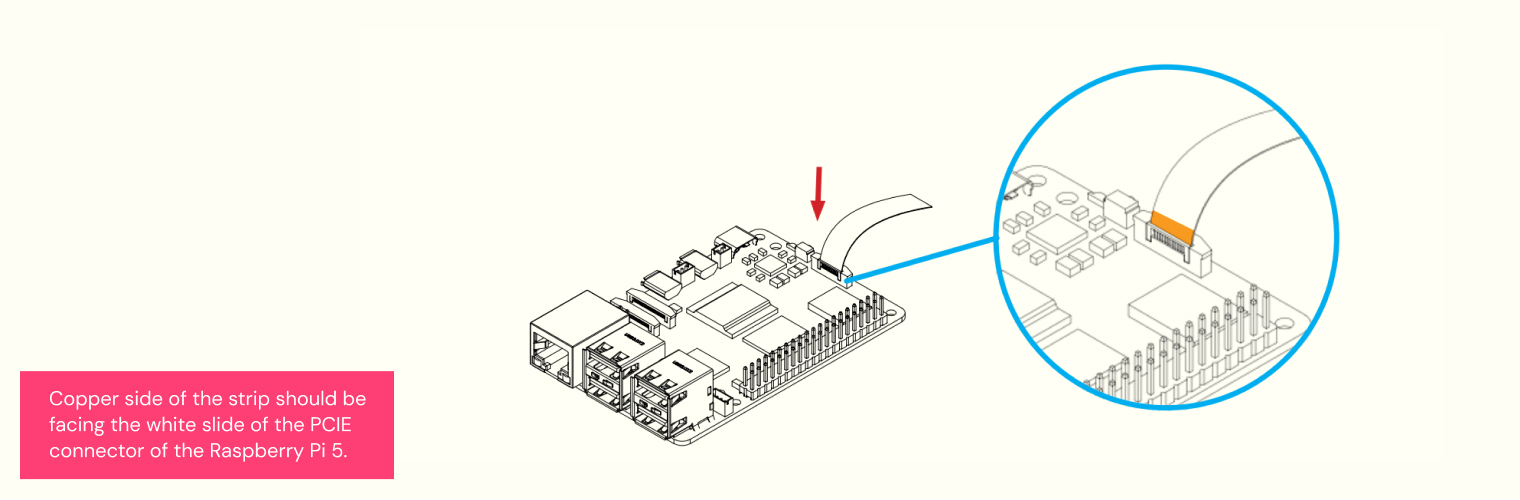 Copper side of the strip should be
facing the white slide of the PCIE
connector of the Raspberry Pi 5.